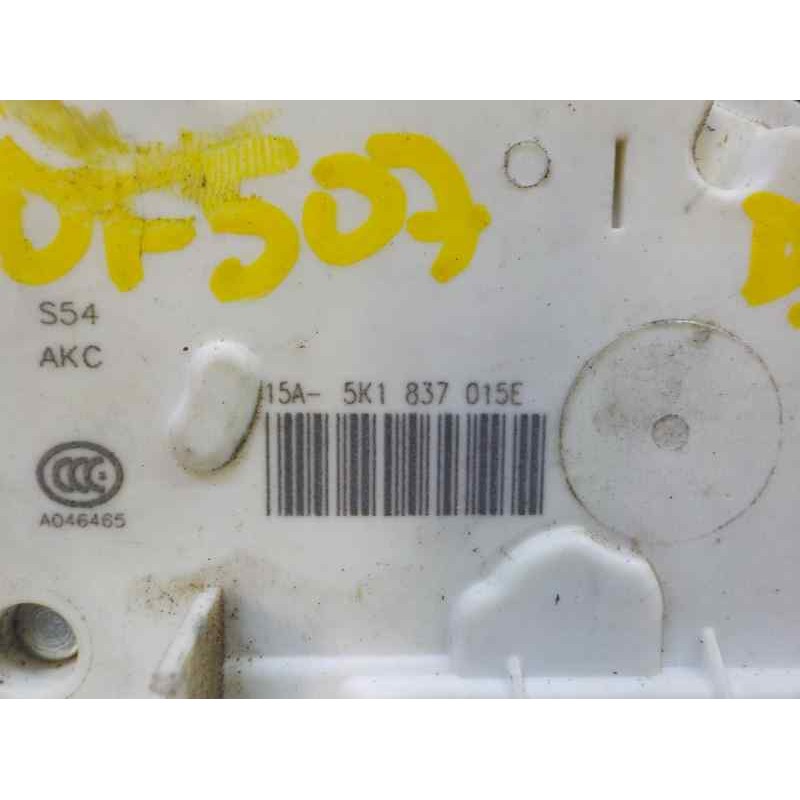 DF507
D
S54
AKC
15A- 5K1 837 015E
CCC
A046465